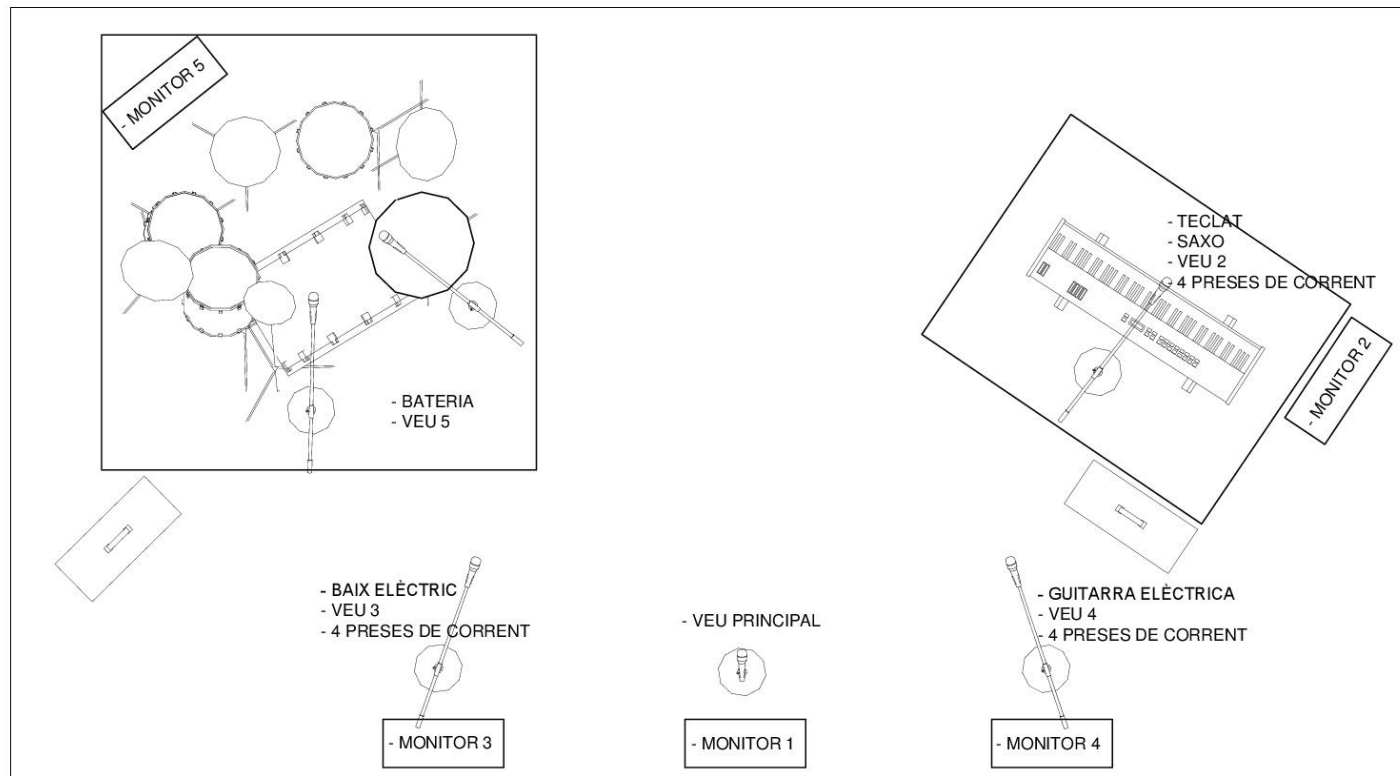 - MONITOR 5
- TECLAT
- SAXO
- VEU 2
- 4 PRESES DE CORRENT
- MONITOR 2
- BATERIA
- VEU 5
- BAIX ELÈCTRIC
- VEU 3
- 4 PRESES DE CORRENT
- VEU PRINCIPAL
- GUITARRA ELÈCTRICA
- VEU 4
- 4 PRESES DE CORRENT
- MONITOR 3
- MONITOR 1
- MONITOR 4